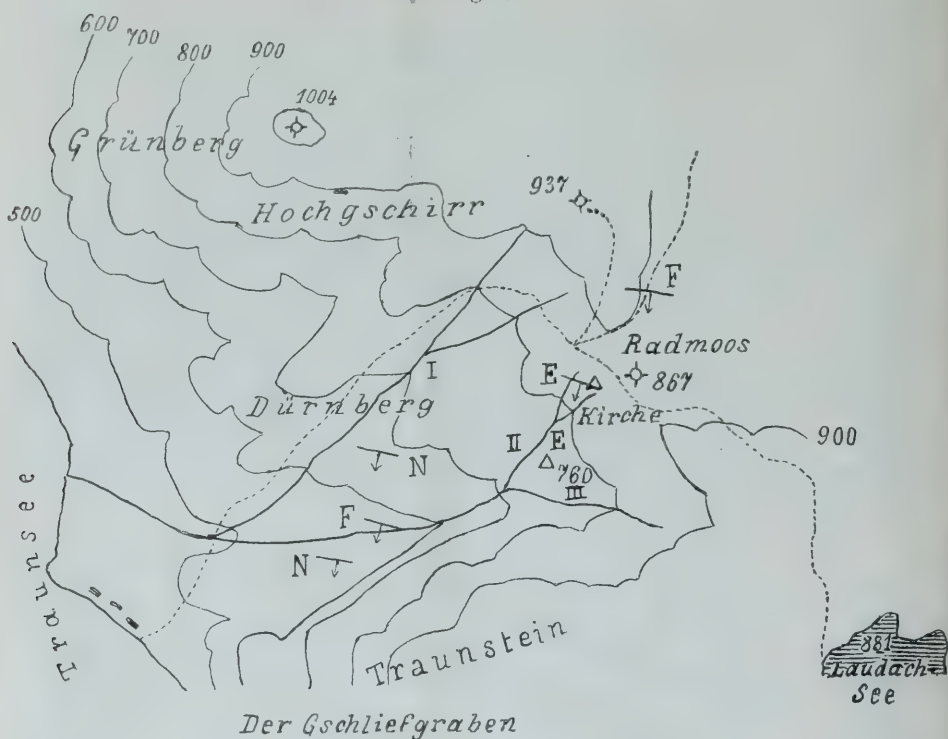 600
700
800
900
1004
Grünberg
937
Hochgschirr
500
F
Radmoos
I
E
867
Dürnberg
Kirche
II
E
900
N
760
III
F
N
Traunsee
Traunstein
881
Laudach-
See
Der Gschliefgraben